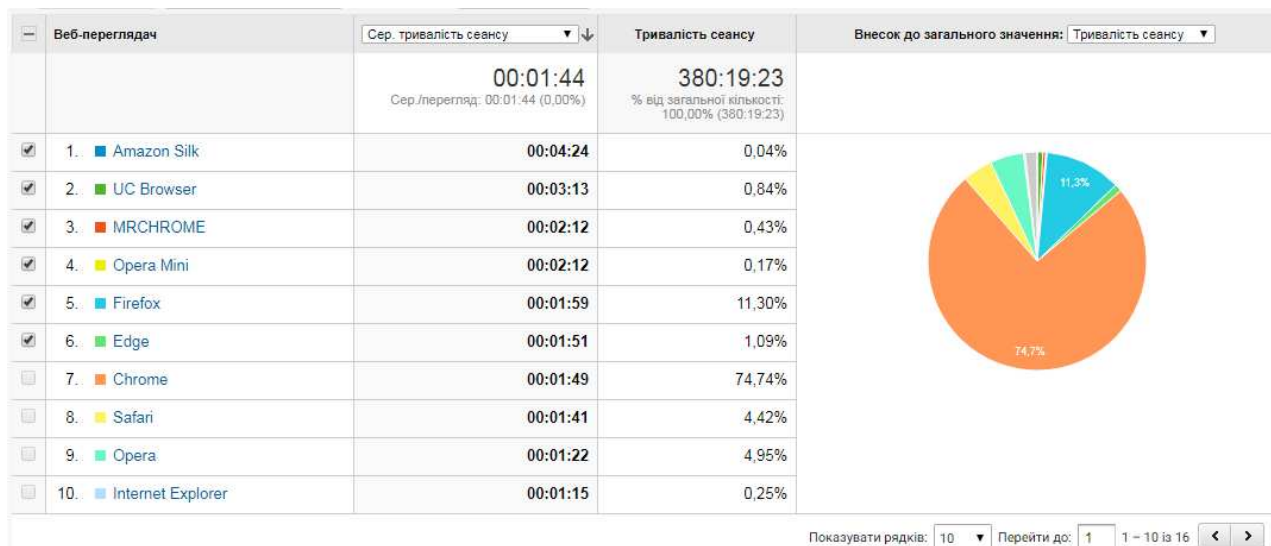 Веб-переглядач Сер. тривалість сеансу Тривалість сеансу Внесок до загального значення: Тривалість сеансу
00:01:44 380:19:23
Сер./перегляд: 00:01:44 (0,00%) % від загальної кількості:
100,00% (380:19:23)
1. Amazon Silk 00:04:24 0,04%
2. UC Browser 00:03:13 0,84%
3. MRCHROME 00:02:12 0,43%
4. Opera Mini 00:02:12 0,17%
5. Firefox 00:01:59 11,30%
6. Edge 00:01:51 1,09%
7. Chrome 00:01:49 74,74%
8. Safari 00:01:41 4,42%
9. Opera 00:01:22 4,95%
10. Internet Explorer 00:01:15 0,25%
11,3%
74,7%
Показувати рядків: 10 Перейти до: 1 1 – 10 із 16